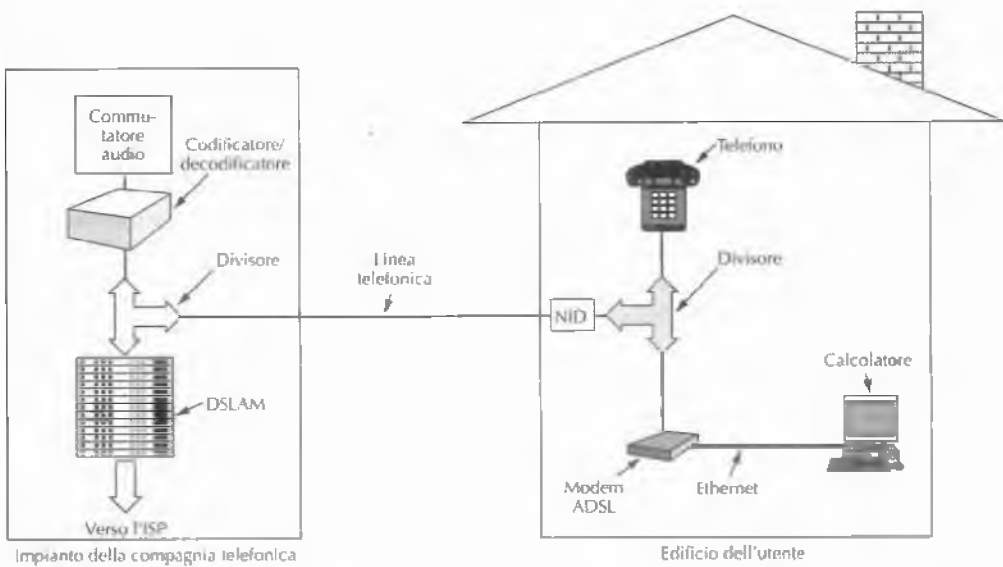 Commu-
tatore
audio
Codificatore/
decodificatore
Divisore
DSLAM
Verso l'ISP
Impianto della compagnia telefonica
Linea
telefonica
Telefono
Divisore
NID
Calcolatore
Modem
ADSL
Ethernet
Edificio dell'utente